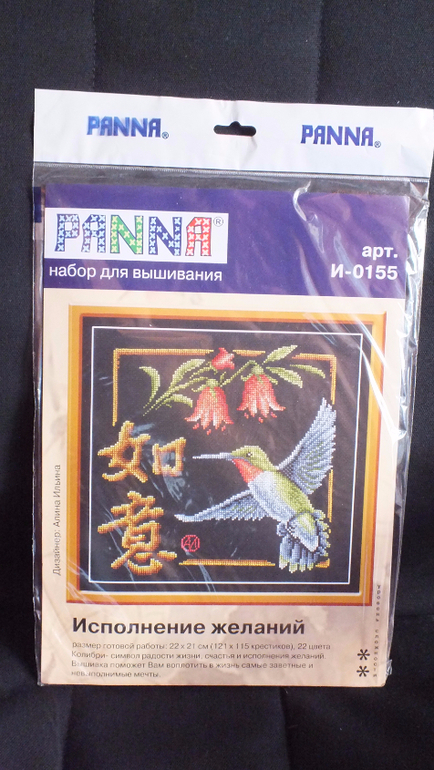 PANNA®
PANNA®
PANNA®
набор для вышивания
арт.
И-0155
如
意
Дизайнер: Алина Ильина
Исполнение желаний
размер готовой работы: 22 x 21 см (121 x 115 крестиков), 22 цвета
Колибри- символ радости жизни, счастья и исполнения желаний.
Вышивка поможет Вам воплотить в жизнь самые заветные и
невыполнимые мечты.